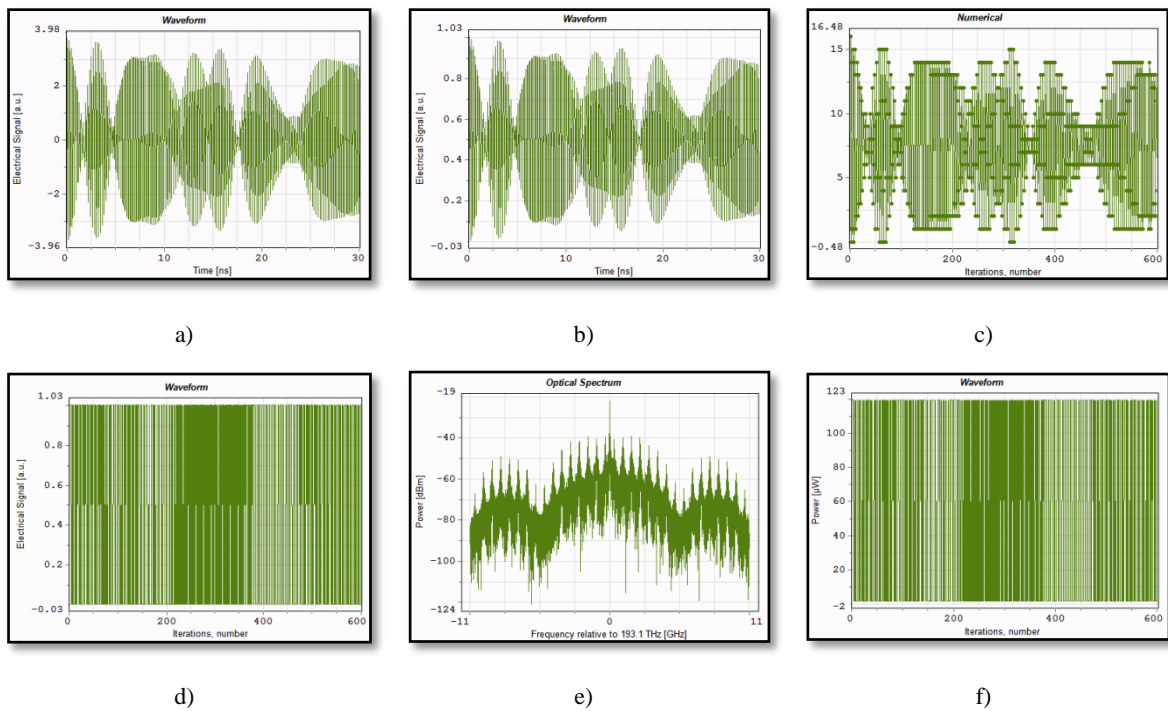 Waveform
3.98
2
0
-2
-3.96
Electrical Signal [a.u.]
0 10 20 30
Time [ns]
a)
Waveform
1.03
0.8
0.6
0.4
0.2
-0.03
Electrical Signal [a.u.]
0 10 20 30
Time [ns]
b)
Numerical
16.48
15
10
5
-0.48
0 200 400 600
Iterations, number
c)
Waveform
1.03
0.8
0.6
0.4
0.2
-0.03
Electrical Signal [a.u.]
0 200 400 600
Iterations, number
d)
Optical Spectrum
-19
-40
-60
-80
-100
-124
Power [dBm]
-11 0 11
Frequency relative to 193.1 THz [GHz]
e)
Waveform
123
100
80
60
40
20
-2
Power [µW]
0 200 400 600
Iterations, number
f)